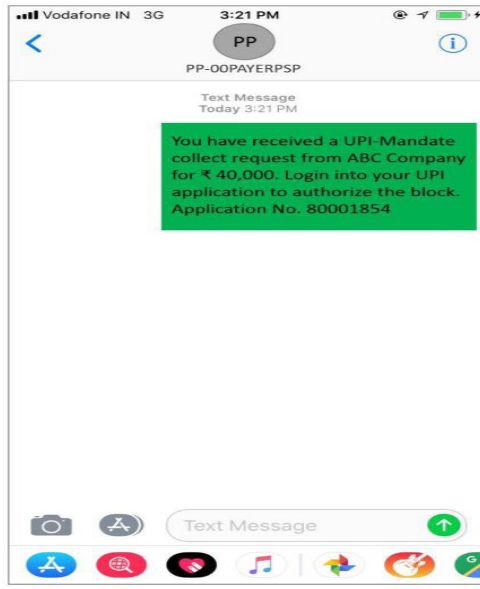 Vodafone IN 3G 3:21 PM
PP
PP-OOPAYERPSP
Text Message
Today 3:21 PM
You have received a UPI-Mandate
collect request from ABC Company
for ₹ 40,000. Login into your UPI
application to authorize the block.
Application No. 80001854
Text Message
G